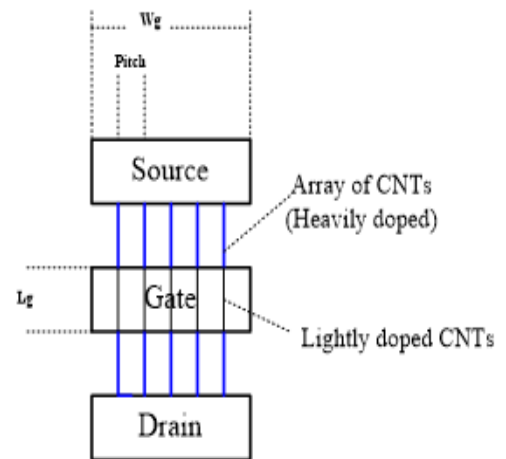 Wg
Pitch
Source
Array of CNTs
(Heavily doped)
Lg
Gate
Lightly doped CNTs
Drain